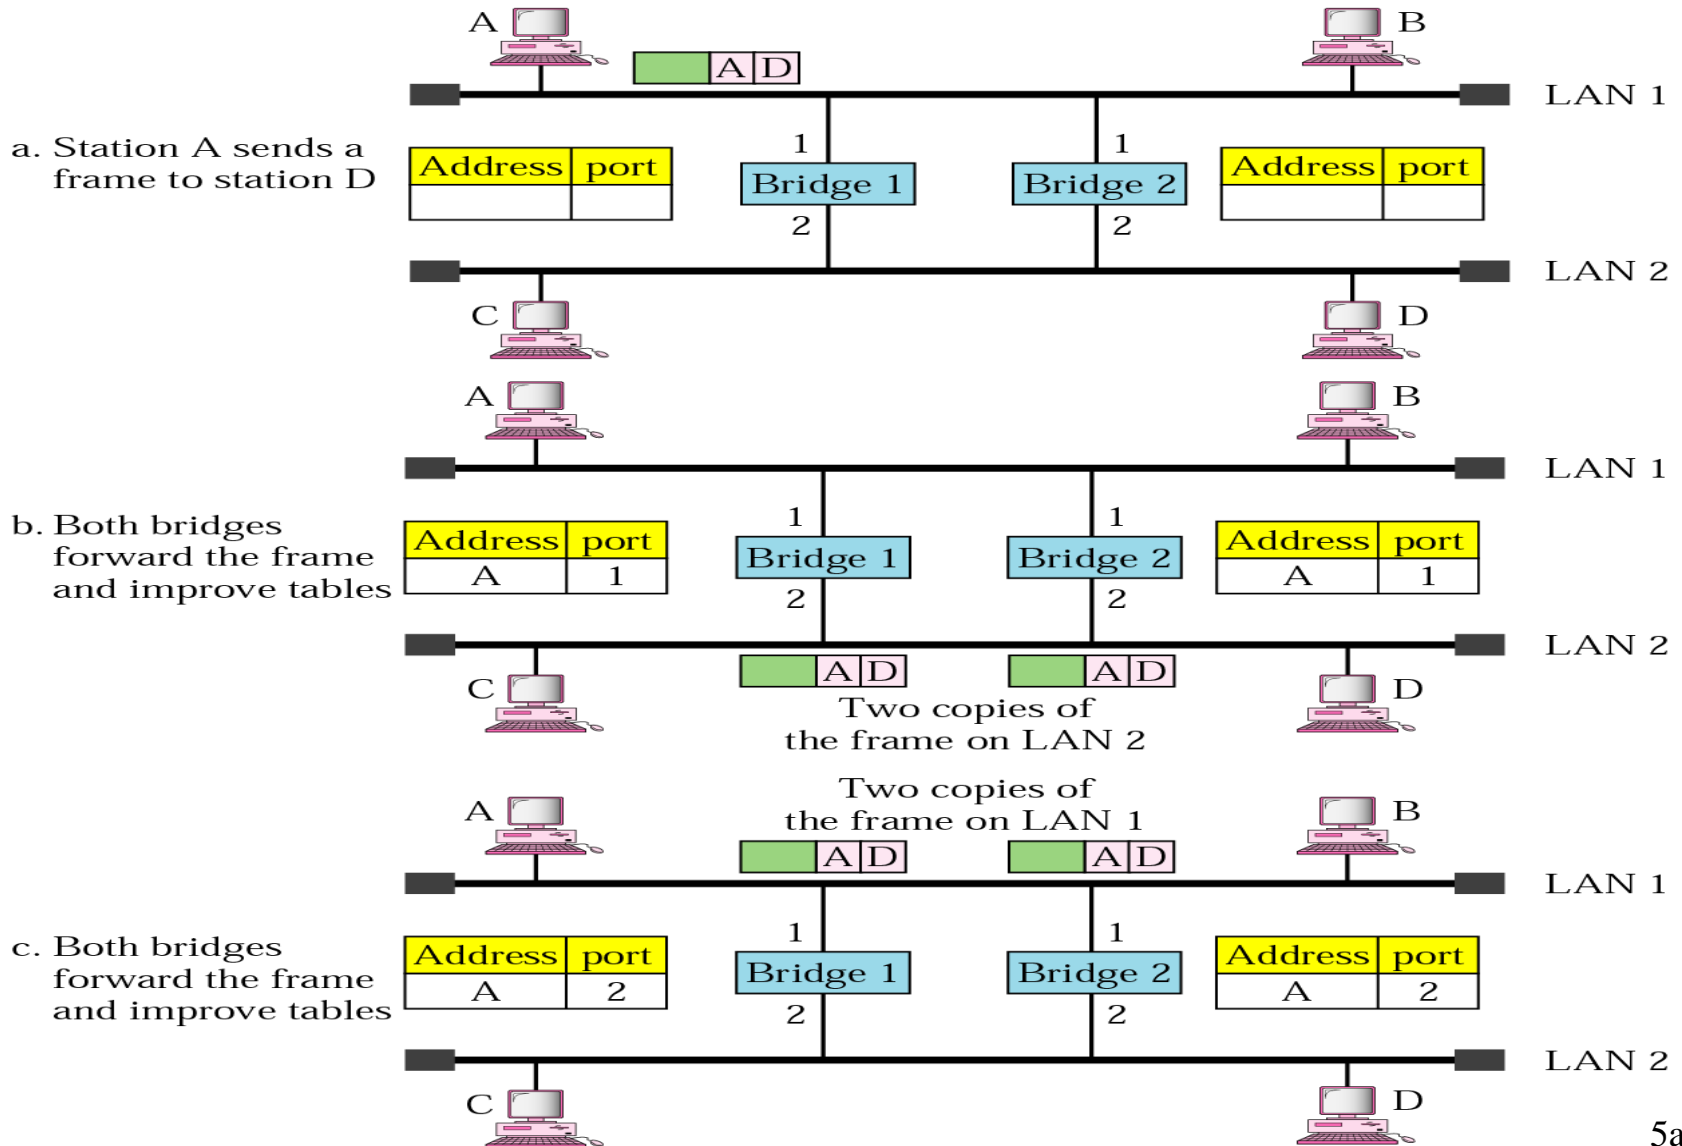 A
B
A D
LAN 1
a. Station A sends a
frame to station D
Address port
1
Bridge 1
2
1
Bridge 2
2
Address port
LAN 2
C
D
A
B
LAN 1
b. Both bridges
forward the frame
and improve tables
Address port
A 1
1
Bridge 1
2
1
Bridge 2
2
Address port
A 1
LAN 2
C
A D
A D
D
Two copies of
the frame on LAN 2
Two copies of
the frame on LAN 1
A
B
A D
A D
LAN 1
c. Both bridges
forward the frame
and improve tables
Address port
A 2
1
Bridge 1
2
1
Bridge 2
2
Address port
A 2
LAN 2
C
D
5a